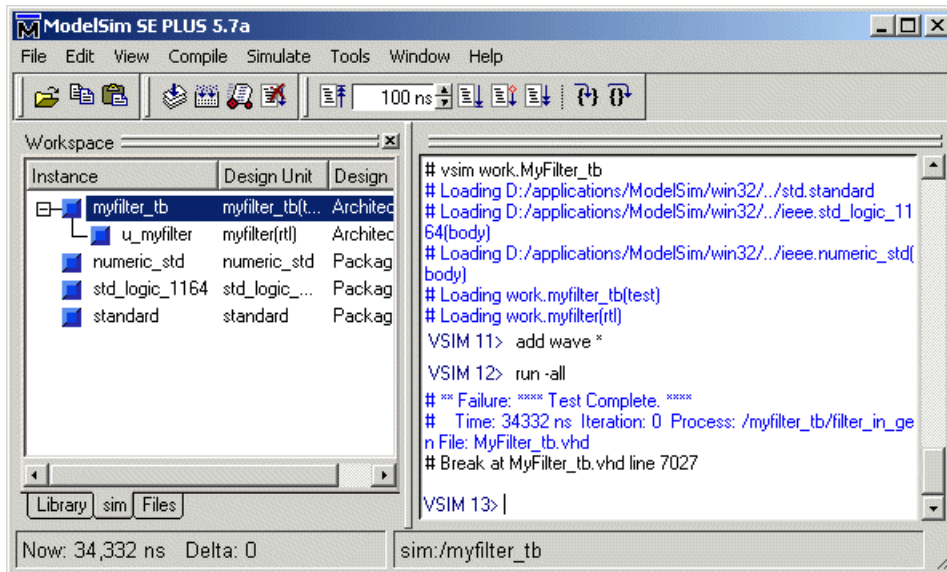 ModelSim SE PLUS 5.7a
File Edit View Compile Simulate Tools Window Help
100 ns
Workspace
Instance Design Unit Design
myfilter_tb myfilter_tb(t... Architec
u_myfilter myfilter(rtl) Architec
numeric_std numeric_std Packag
std_logic_1164 std_logic_... Packag
standard standard Packag
Library sim Files
# vsim work.MyFilter_tb
# Loading D:/applications/ModelSim/win32/../std.standard
# Loading D:/applications/ModelSim/win32/../ieee.std_logic_11
64(body)
# Loading D:/applications/ModelSim/win32/../ieee.numeric_std(
body)
# Loading work.myfilter_tb(test)
# Loading work.myfilter(rtl)
VSIM 11> add wave *
VSIM 12> run -all
# ** Failure: **** Test Complete. ****
# Time: 34332 ns Iteration: 0 Process: /myfilter_tb/filter_in_ge
n File: MyFilter_tb.vhd
# Break at MyFilter_tb.vhd line 7027
VSIM 13>
Now: 34,332 ns Delta: 0
sim:/myfilter_tb